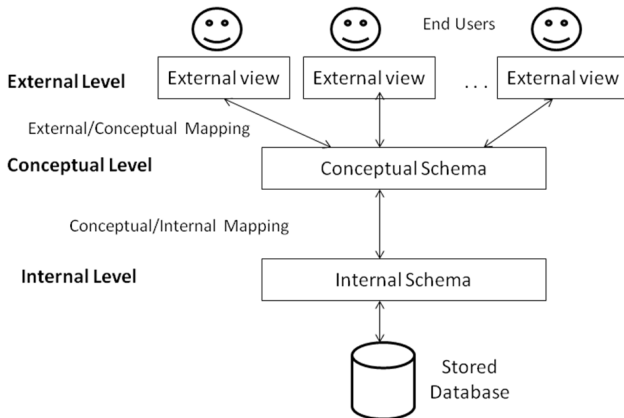 End Users
External Level
External view
External view
. . .
External view
External/Conceptual Mapping
Conceptual Level
Conceptual Schema
Conceptual/Internal Mapping
Internal Level
Internal Schema
Stored
Database